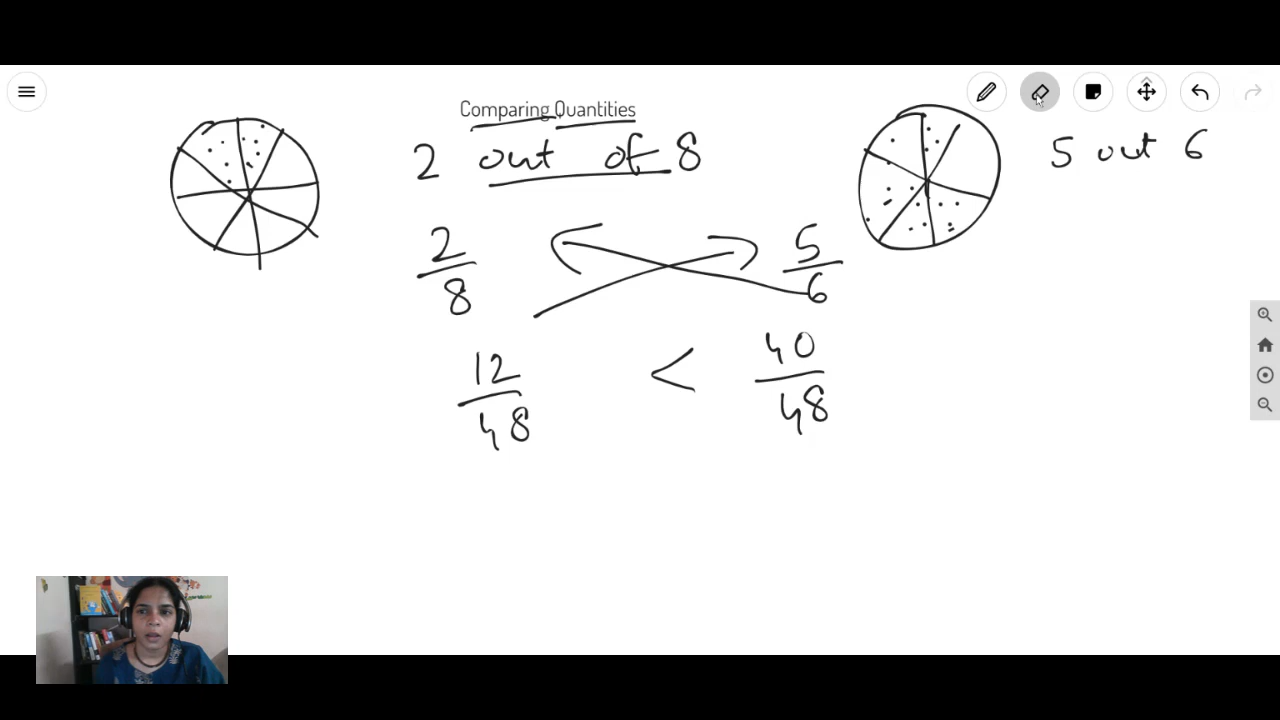 Comparing Quantities
2 out of 8
5 out 6
2/8
5/6
12/48 < 40/48